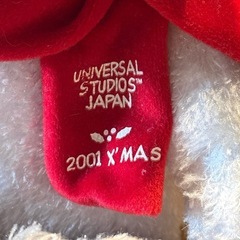 UNIVERSAL
STUDIOS™
JAPAN
2001 X'MAS